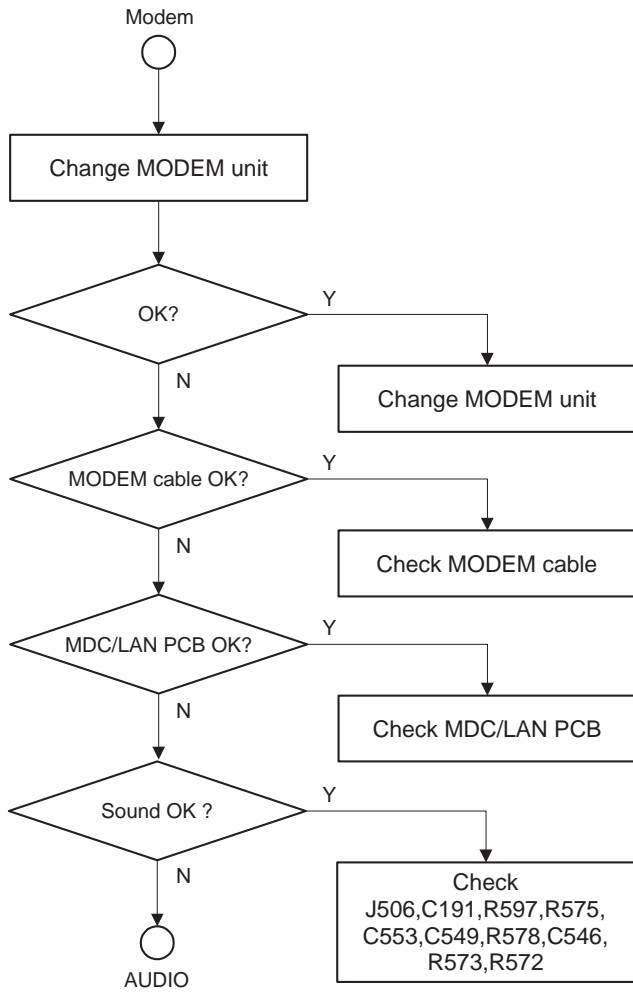 Modem
Change MODEM unit
OK?
Y
N
Change MODEM unit
MODEM cable OK?
Y
N
Check MODEM cable
MDC/LAN PCB OK?
Y
N
Check MDC/LAN PCB
Sound OK ?
Y
N
Check
J506,C191,R597,R575,
C553,C549,R578,C546,
R573,R572
AUDIO